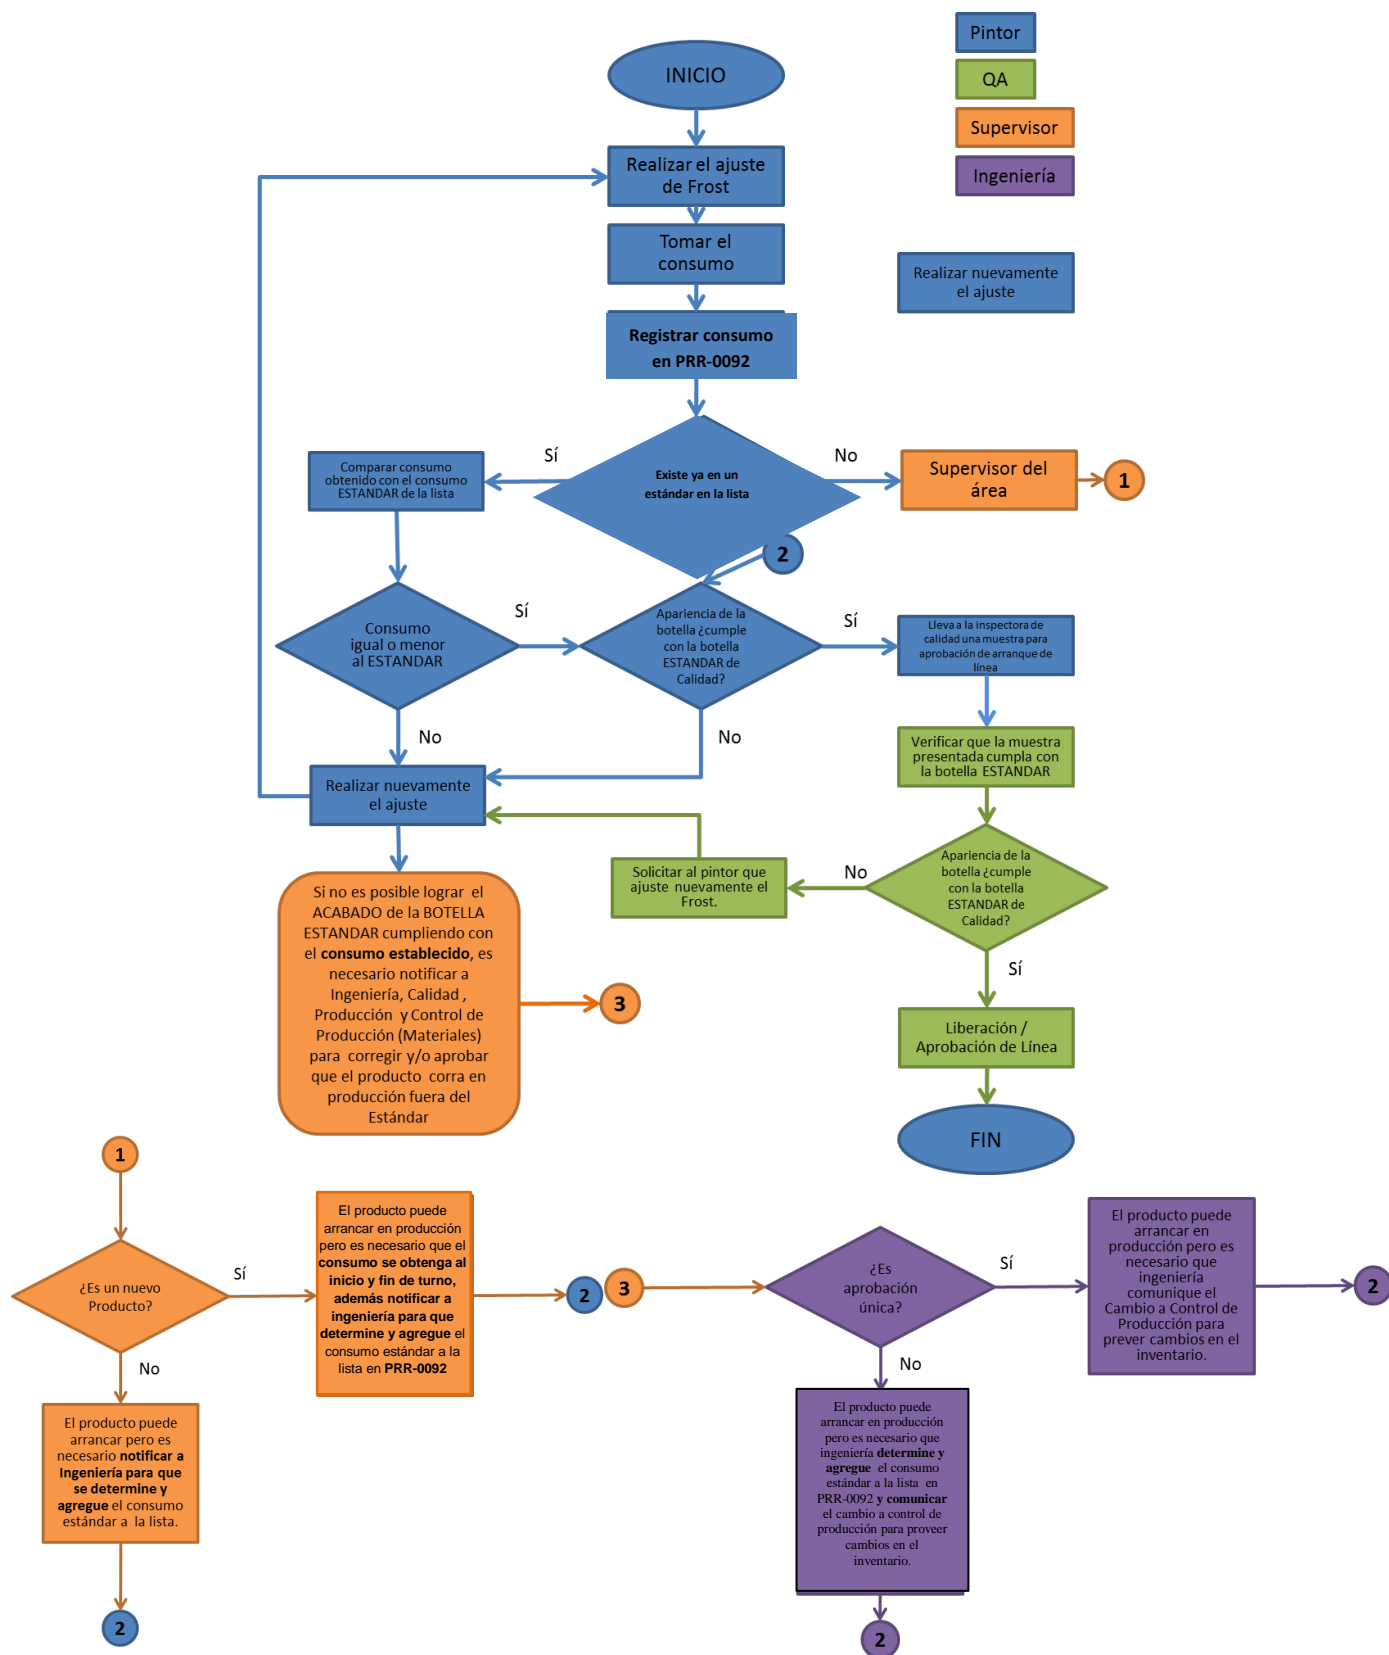 Pintor
QA
Supervisor
Ingeniería
INICIO
Realizar el ajuste
de Frost
Tomar el
consumo
Realizar nuevamente
el ajuste
Registrar consumo
en PRR-0092
Existe ya en un
estándar en la lista
Sí
No
Comparar consumo
obtenido con el consumo
ESTANDAR de la lista
Supervisor del
área
1
2
Consumo
igual o menor
al ESTANDAR
Sí
No
Apariencia de la
botella ¿cumple
con la botella
ESTANDAR de
Calidad?
Sí
No
Lleva a la inspectora de
calidad una muestra para
aprobación de arranque de
línea
Verificar que la muestra
presentada cumpla con
la botella ESTANDAR
Realizar nuevamente
el ajuste
Apariencia de la
botella ¿cumple
con la botella
ESTANDAR de
Calidad?
No
Sí
Solicitar al pintor que
ajuste nuevamente el
Frost.
Si no es posible lograr el
ACABADO de la BOTELLA
ESTANDAR cumpliendo con
el consumo establecido, es
necesario notificar a
Ingeniería, Calidad ,
Producción y Control de
Producción (Materiales)
para corregir y/o aprobar
que el producto corra en
producción fuera del
Estándar
3
Liberación /
Aprobación de Línea
FIN
1
¿Es un nuevo
Producto?
Sí
No
El producto puede
arrancar en producción
pero es necesario que el
consumo se obtenga al
inicio y fin de turno,
además notificar a
ingeniería para que
determine y agregue el
consumo estándar a la
lista en PRR-0092
2
El producto puede
arrancar pero es
necesario notificar a
Ingeniería para que
se determine y
agregue el consumo
estándar a la lista.
2
3
¿Es
aprobación
única?
Sí
No
El producto puede
arrancar en
producción pero es
necesario que
ingeniería
comunique el
Cambio a Control de
Producción para
prever cambios en el
inventario.
2
El producto puede
arrancar en producción
pero es necesario que
ingeniería determine y
agregue el consumo
estándar a la lista en
PRR-0092 y comunicar
el cambio a control de
producción para proveer
cambios en el
inventario.
2